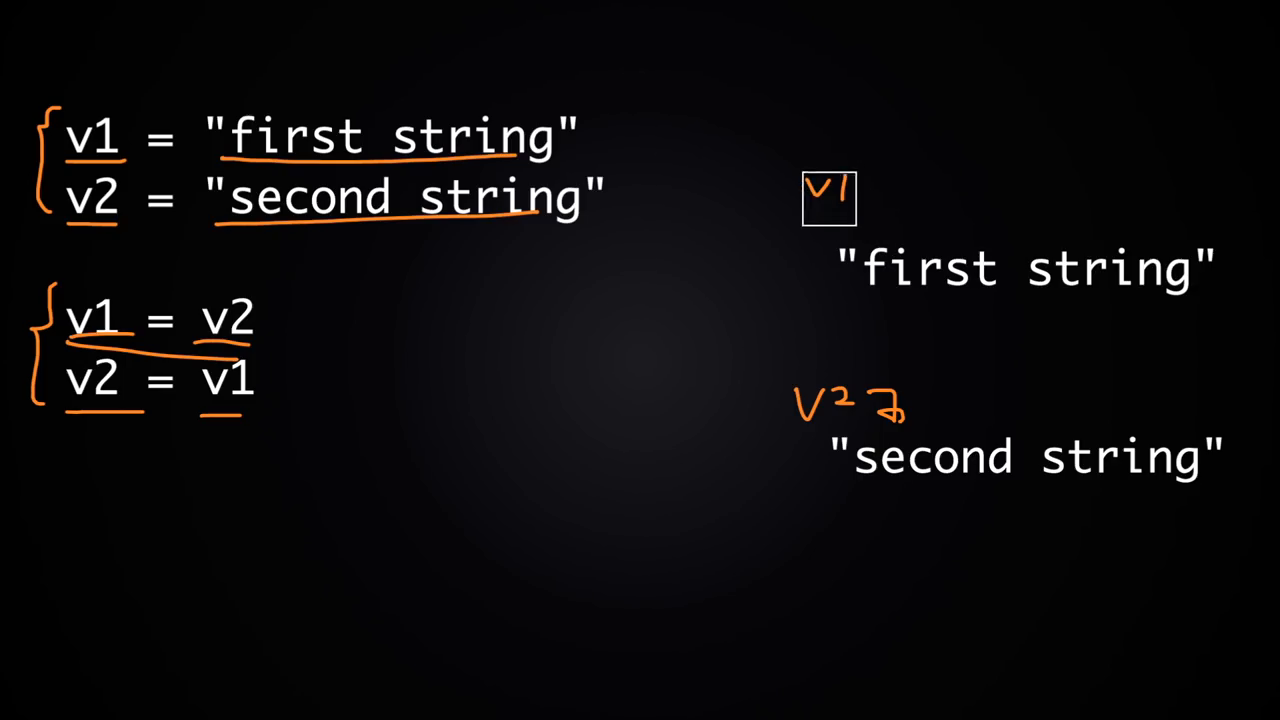 v1 = "first string"
v2 = "second string"
v1 = v2
v2 = v1
v1
"first string"
v2
"second string"